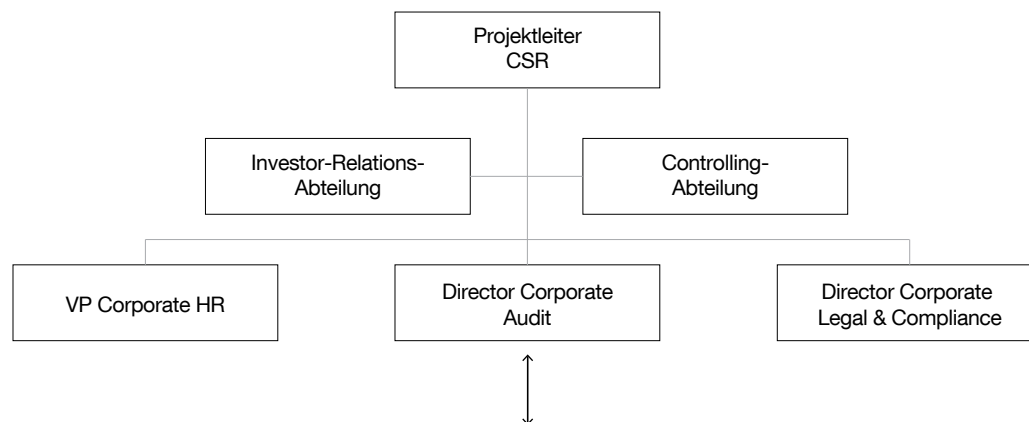 Projektleiter
CSR
Investor-Relations-
Abteilung
Controlling-
Abteilung
VP Corporate HR
Director Corporate
Audit
Director Corporate
Legal & Compliance